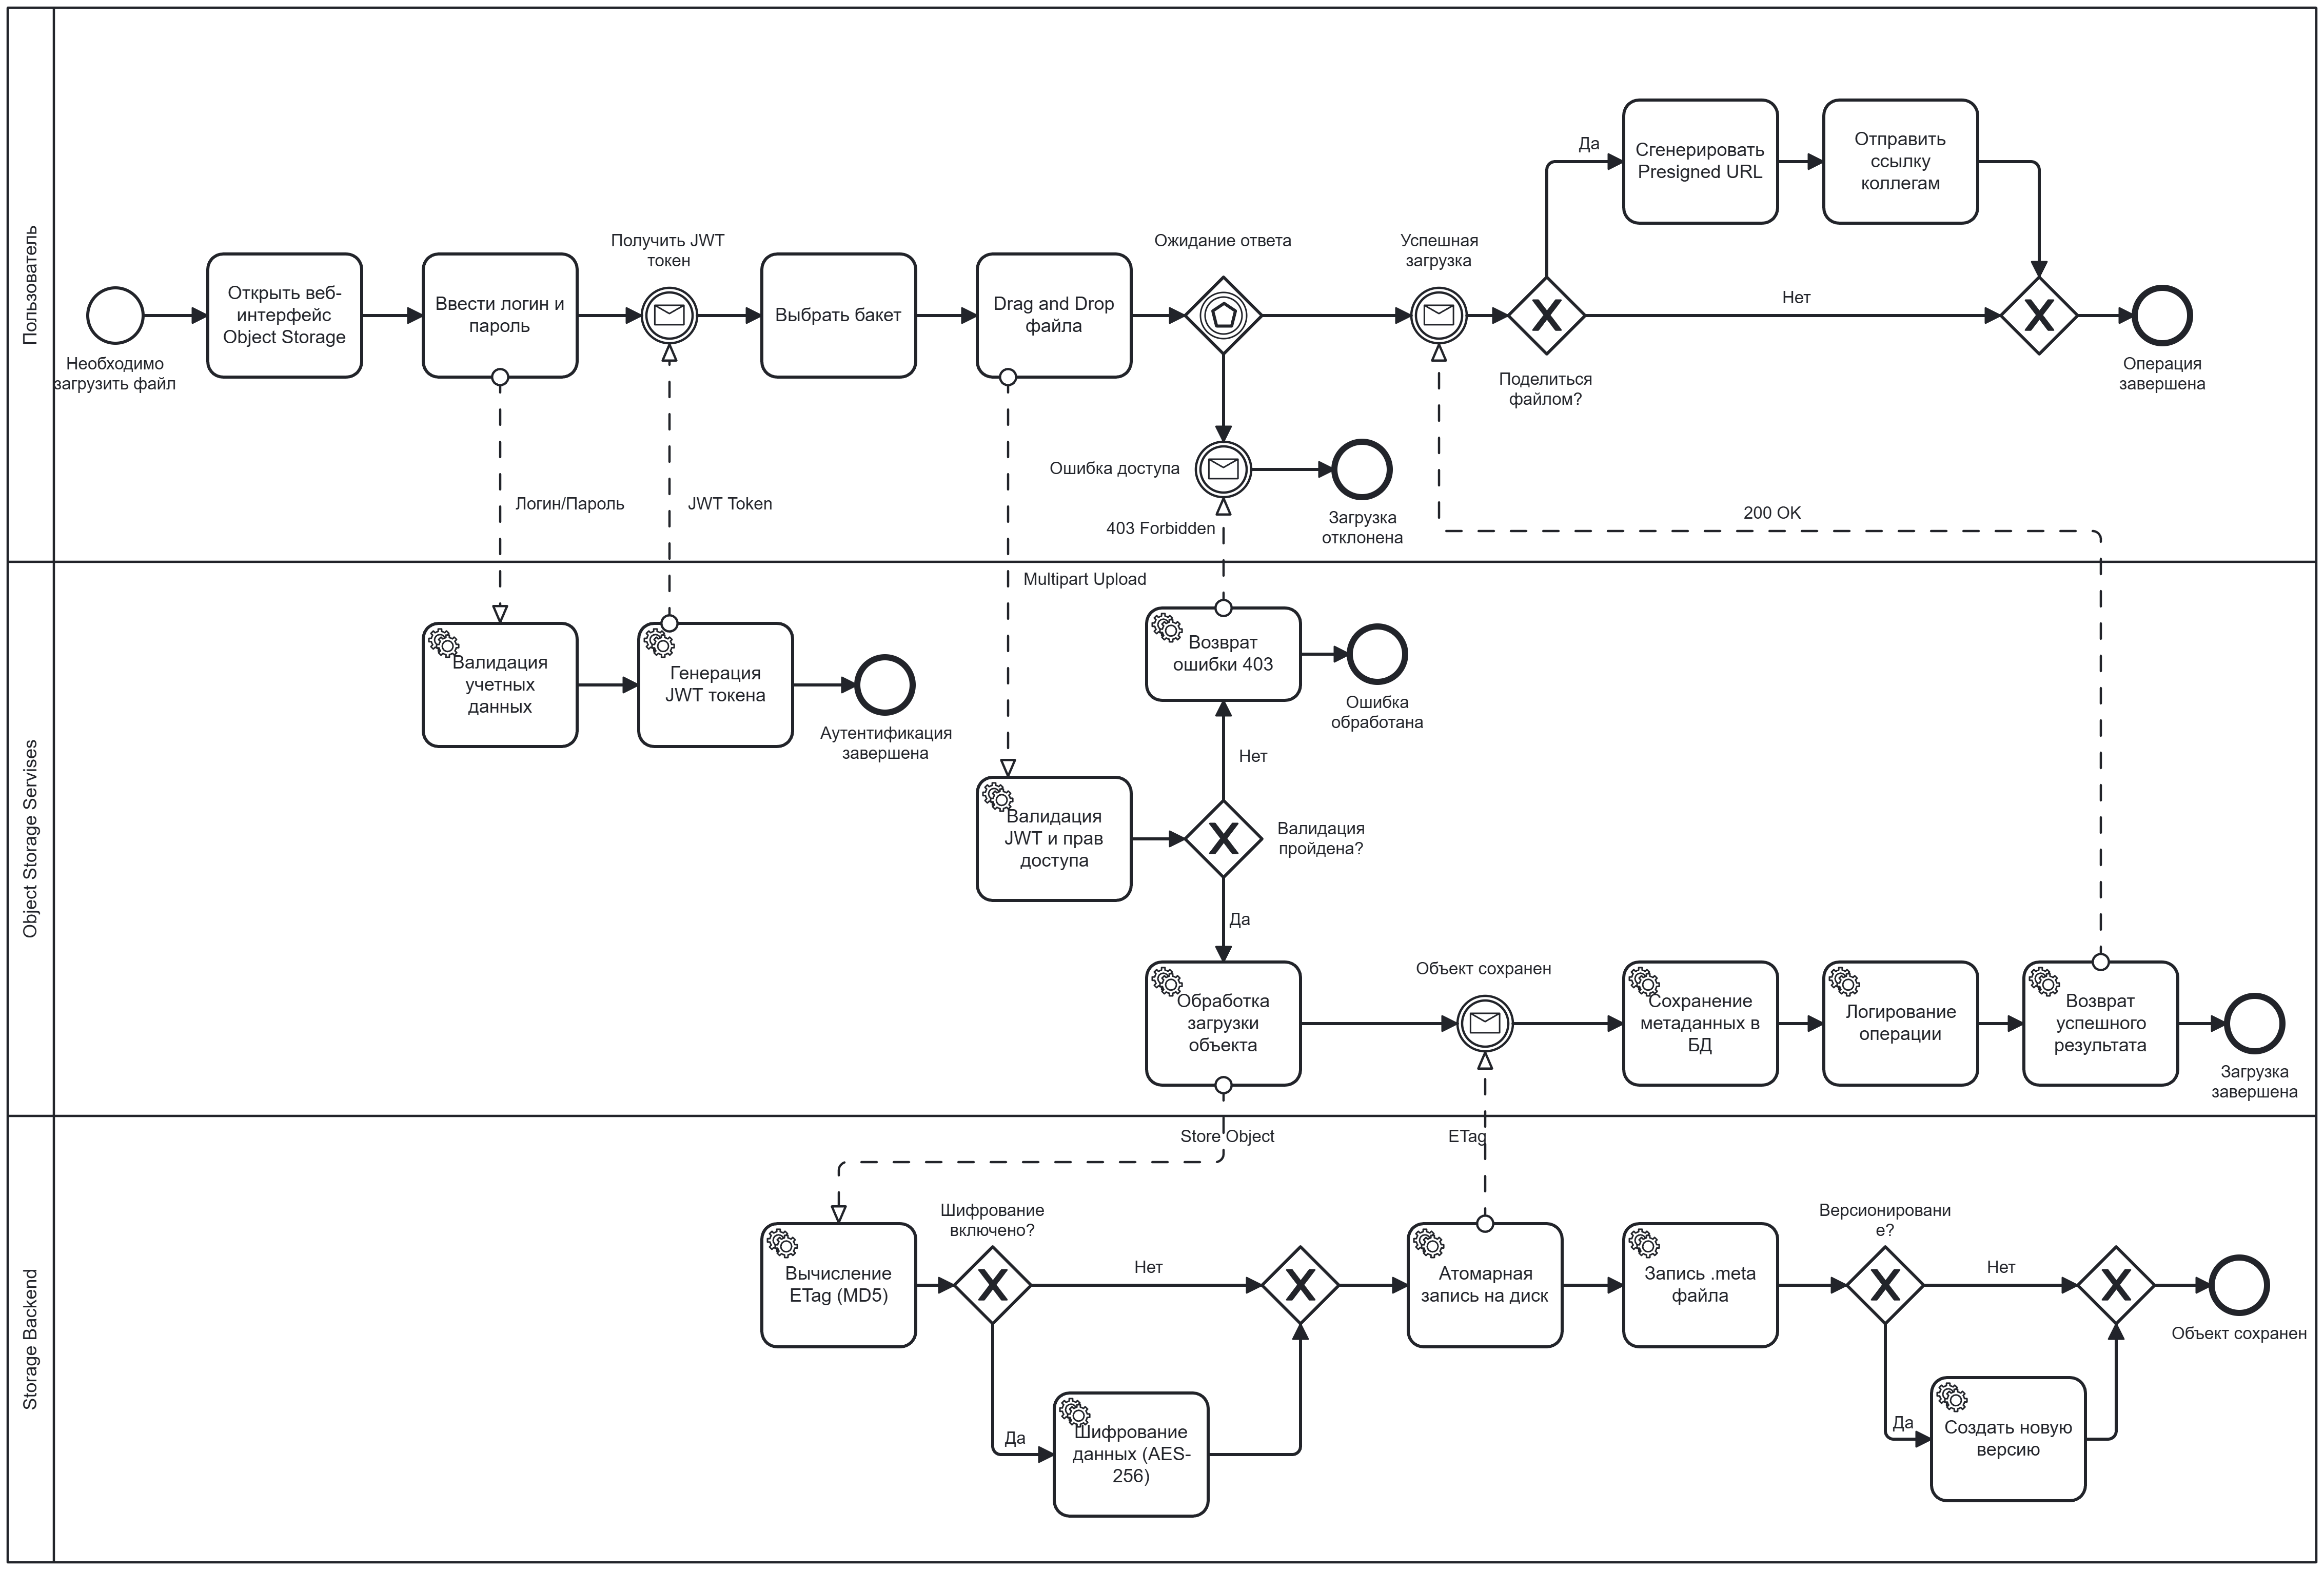 Пользователь
Необходимо
загрузить файл
Открыть веб-
интерфейс
Object Storage
Ввести логин и
пароль
Получить JWT
токен
Выбрать бакет
Drag and Drop
файла
Ожидание ответа
Успешная
загрузка
Поделиться
файлом?
Да
Сгенерировать
Presigned URL
Отправить
ссылку
коллегам
Нет
Операция
завершена
Ошибка доступа
Загрузка
отклонена
Логин/Пароль
JWT Token
403 Forbidden
200 OK
Object Storage Servises
Multipart Upload
Валидация
учетных
данных
Генерация
JWT токена
Аутентификация
завершена
Возврат
ошибки 403
Ошибка
обработана
Нет
Валидация
JWT и прав
доступа
Валидация
пройдена?
Да
Обработка
загрузки
объекта
Объект сохранен
Сохранение
метаданных в
БД
Логирование
операции
Возврат
успешного
результата
Загрузка
завершена
Storage Backend
Store Object
ETag
Вычисление
ETag (MD5)
Шифрование
включено?
Нет
Да
Шифрование
данных (AES-
256)
Атомарная
запись на диск
Запись .meta
файла
Версионировани
е?
Нет
Да
Создать новую
версию
Объект сохранен